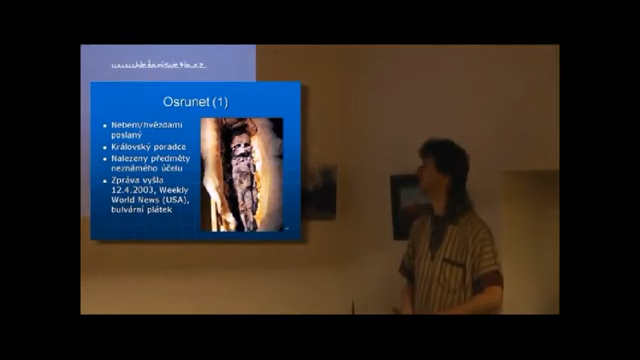 www.hledanisvetla.cz
Osrunet (1)
Nebem/hvězdami
poslaný
Královský poradce
Nalezeny předměty
neznámého účelu
Zpráva vyšla
12.4.2003, Weekly
World News (USA),
bulvární plátek